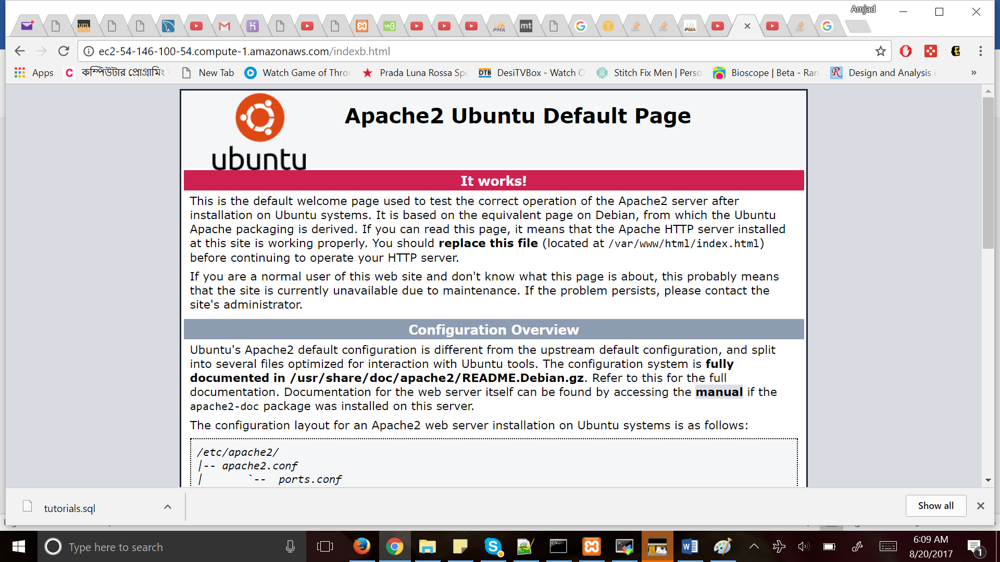 Amjad
ec2-54-146-100-54.compute-1.amazonaws.com/indexb.html
Apps
কম্পিউটার প্রোগ্রামিং
New Tab
Watch Game of Thro
Prada Luna Rossa Spo
DTB
DesiTVBox - Watch O
Stitch Fix Men | Perso
Bioscope | Beta - Ran
Design and Analysis
»
ubuntu
Apache2 Ubuntu Default Page
It works!
This is the default welcome page used to test the correct operation of the Apache2 server after
installation on Ubuntu systems. It is based on the equivalent page on Debian, from which the Ubuntu
Apache packaging is derived. If you can read this page, it means that the Apache HTTP server installed
at this site is working properly. You should replace this file (located at /var/www/html/index.html)
before continuing to operate your HTTP server.
If you are a normal user of this web site and don't know what this page is about, this probably means
that the site is currently unavailable due to maintenance. If the problem persists, please contact the
site's administrator.
Configuration Overview
Ubuntu's Apache2 default configuration is different from the upstream default configuration, and split
into several files optimized for interaction with Ubuntu tools. The configuration system is fully
documented in /usr/share/doc/apache2/README.Debian.gz. Refer to this for the full
documentation. Documentation for the web server itself can be found by accessing the manual if the
apache2-doc package was installed on this server.
The configuration layout for an Apache2 web server installation on Ubuntu systems is as follows:
/etc/apache2/
|-- apache2.conf
|       `--  ports.conf
tutorials.sql
Show all
Type here to search
6:09 AM
8/20/2017
1